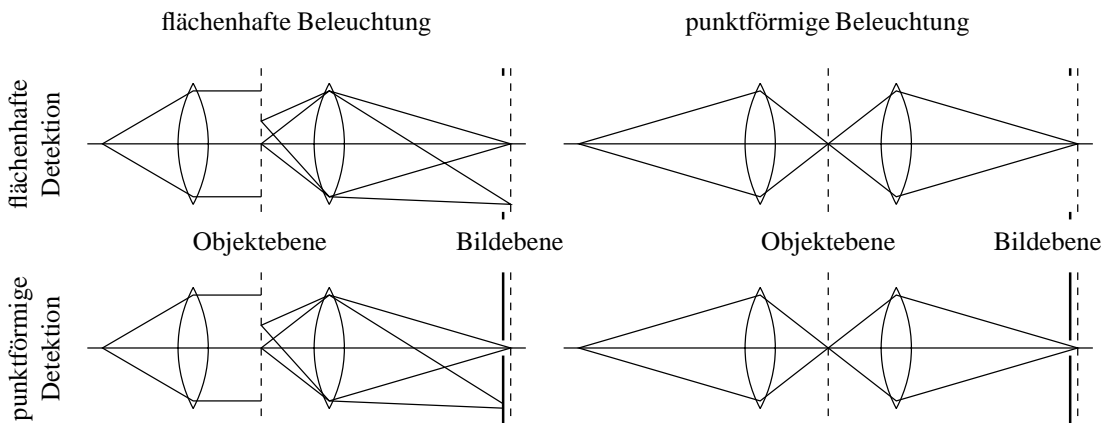 flächenhafte Beleuchtung
punktförmige Beleuchtung
flächenhafte
Detektion
Objektebene
Bildebene
Objektebene
Bildebene
punktförmige
Detektion